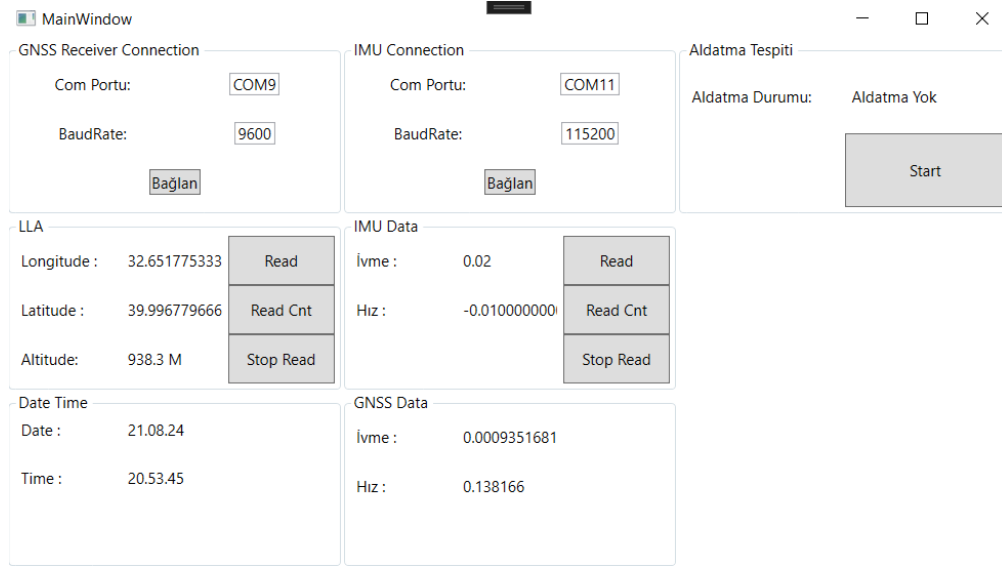 MainWindow
GNSS Receiver Connection
Com Portu:
COM9
BaudRate:
9600
Bağlan
IMU Connection
Com Portu:
COM11
BaudRate:
115200
Bağlan
Aldatma Tespiti
Aldatma Durumu:
Aldatma Yok
Start
LLA
Longitude :
32.651775333
Read
Latitude :
39.996779666
Read Cnt
Altitude:
938.3 M
Stop Read
IMU Data
İvme :
0.02
Read
Hız :
-0.0100000000
Read Cnt
Stop Read
Date Time
Date :
21.08.24
Time :
20.53.45
GNSS Data
İvme :
0.0009351681
Hız :
0.138166